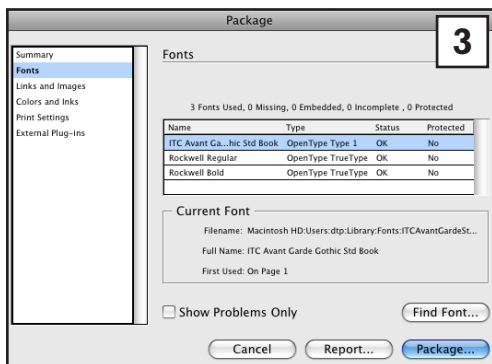 Package
3
Summary
Fonts
Links and Images
Colors and Inks
Print Settings
External Plug-ins
Fonts
3 Fonts Used, 0 Missing, 0 Embedded, 0 Incomplete , 0 Protected
Name Type Status Protected
ITC Avant Ga...hic Std Book OpenType Type 1 OK No
Rockwell Regular OpenType TrueType OK No
Rockwell Bold OpenType TrueType OK No
Current Font
Filename: Macintosh HD:Users:dtp:Library:Fonts:ITCAvantGardeSt...
Full Name: ITC Avant Garde Gothic Std Book
First Used: On Page 1
Show Problems Only
Find Font...
Cancel Report... Package...